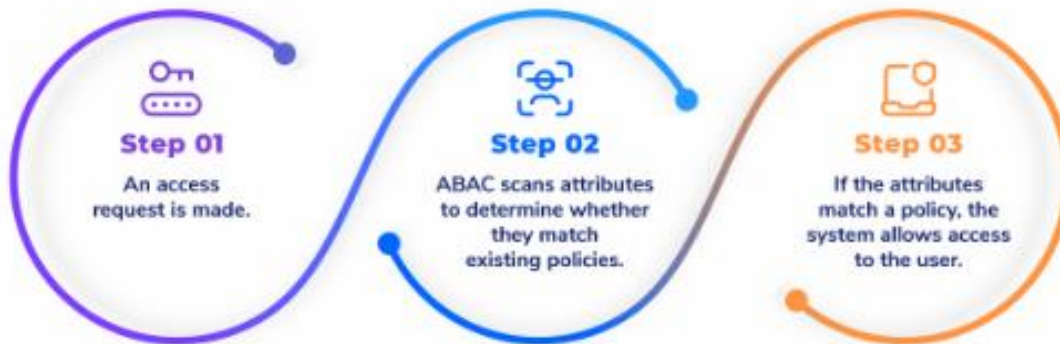 Step 01
An access
request is made.
Step 02
ABAC scans attributes
to determine whether
they match
existing policies.
Step 03
If the attributes
match a policy, the
system allows access
to the user.